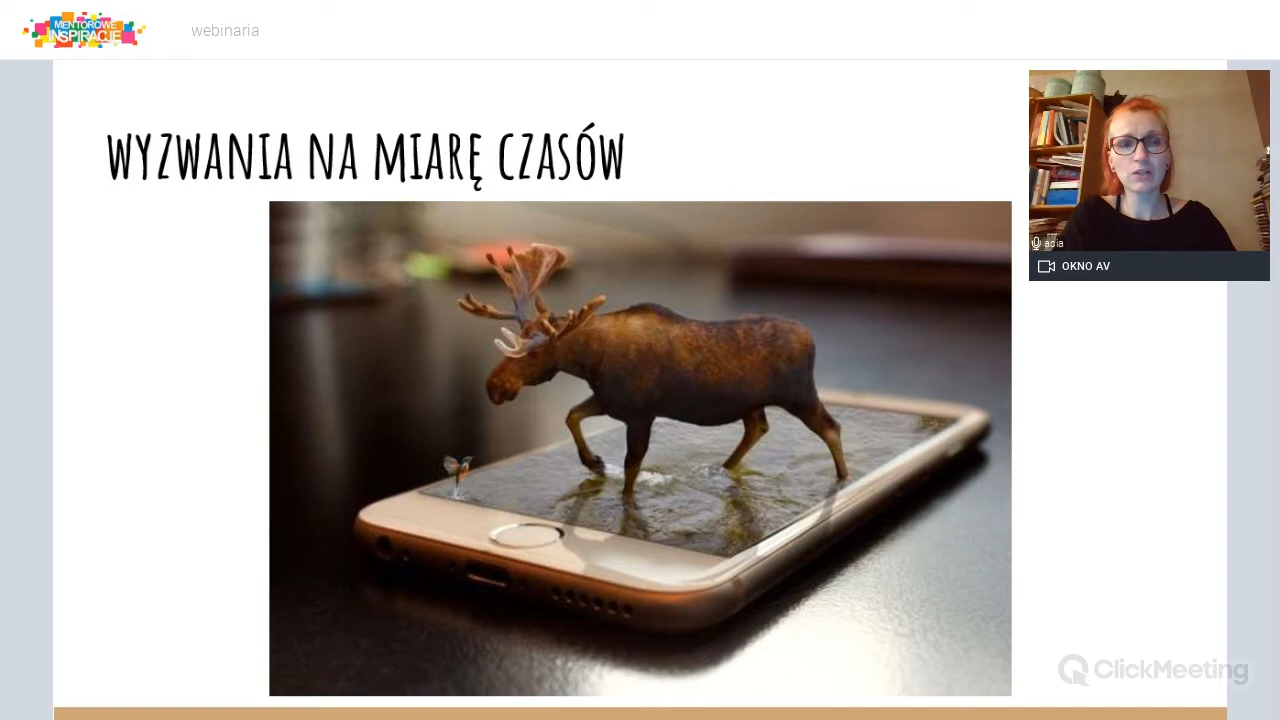 MENTOROWE
INSPIRACJE
webinaria
WYZWANIA NA MIARĘ CZASÓW
asia
OKNO AV
ClickMeeting